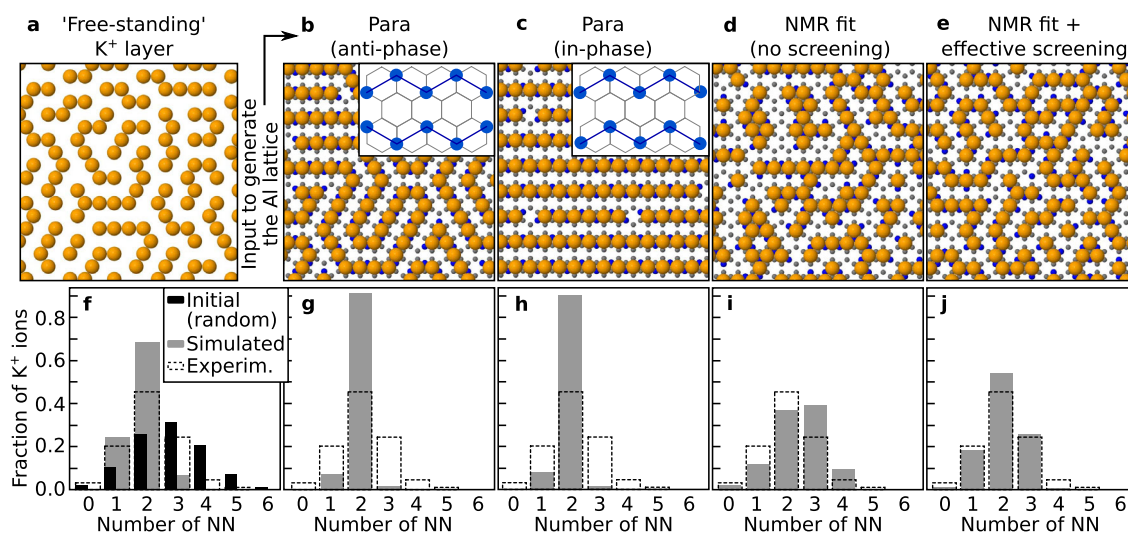 a 'Free-standing'
K⁺ layer
b Para
(anti-phase)
c Para
(in-phase)
d NMR fit
(no screening)
e NMR fit +
effective screening
Input to generate
the Al lattice
f
Initial
(random)
Simulated
Experim.
g
h
i
j
Fraction of K⁺ ions
0.8
0.6
0.4
0.2
0.0
0 1 2 3 4 5 6
Number of NN
0 1 2 3 4 5 6
Number of NN
0 1 2 3 4 5 6
Number of NN
0 1 2 3 4 5 6
Number of NN
0 1 2 3 4 5 6
Number of NN